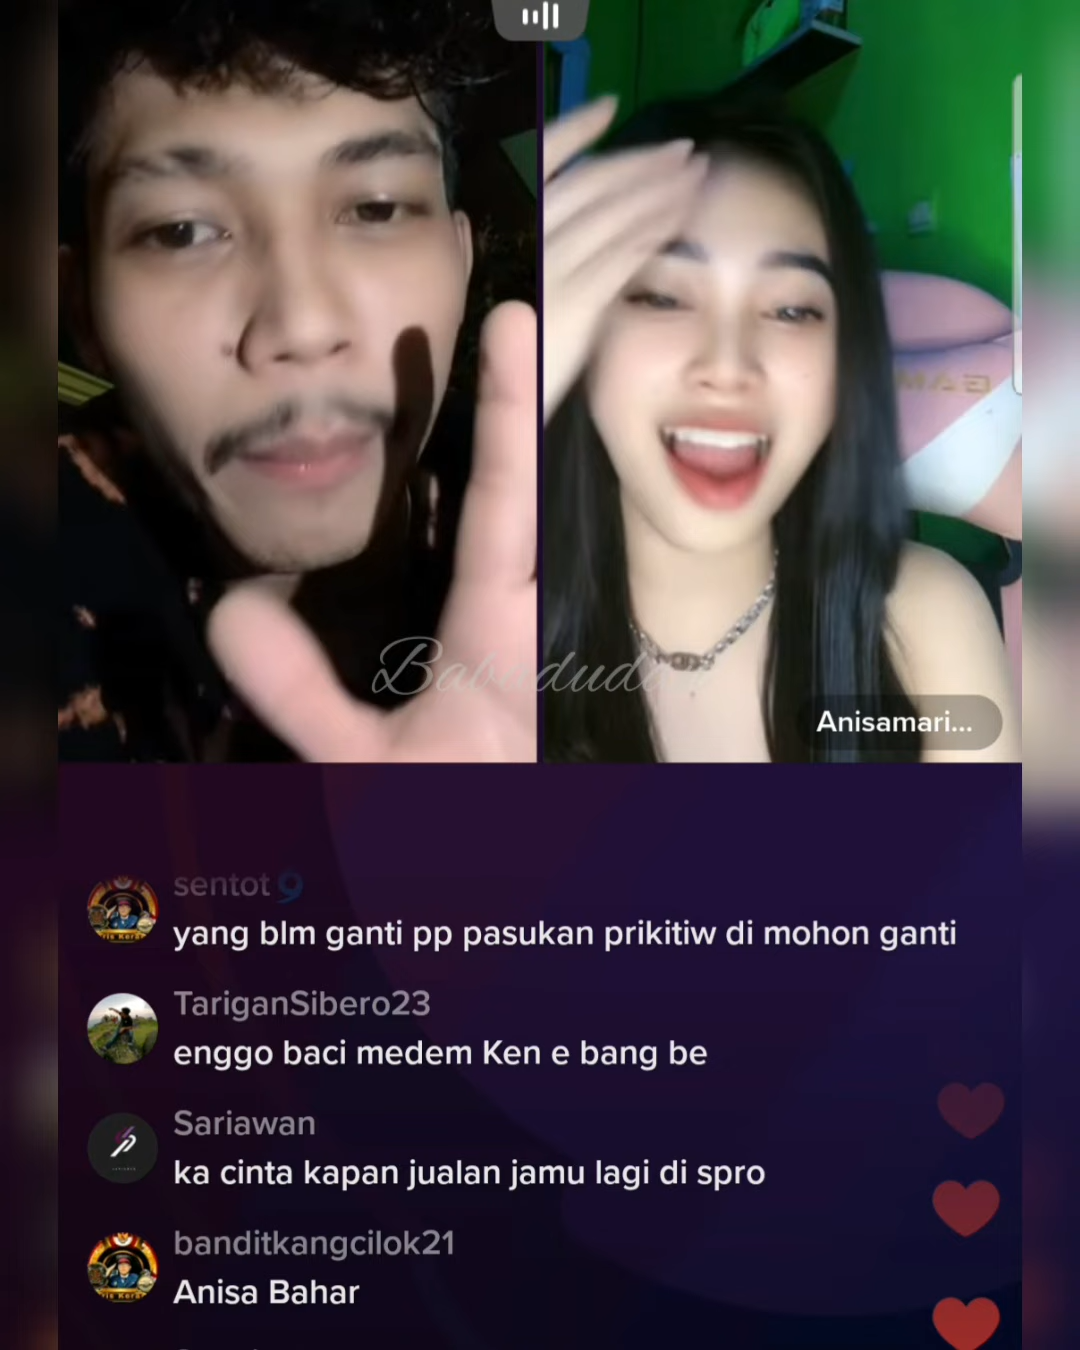 Anisamari...
sentot
yang blm ganti pp pasukan prikitiw di mohon ganti
TariganSibero23
enggo baci medem Ken e bang be
Sariawan
ka cinta kapan jualan jamu lagi di spro
banditkangcilok21
Anisa Bahar